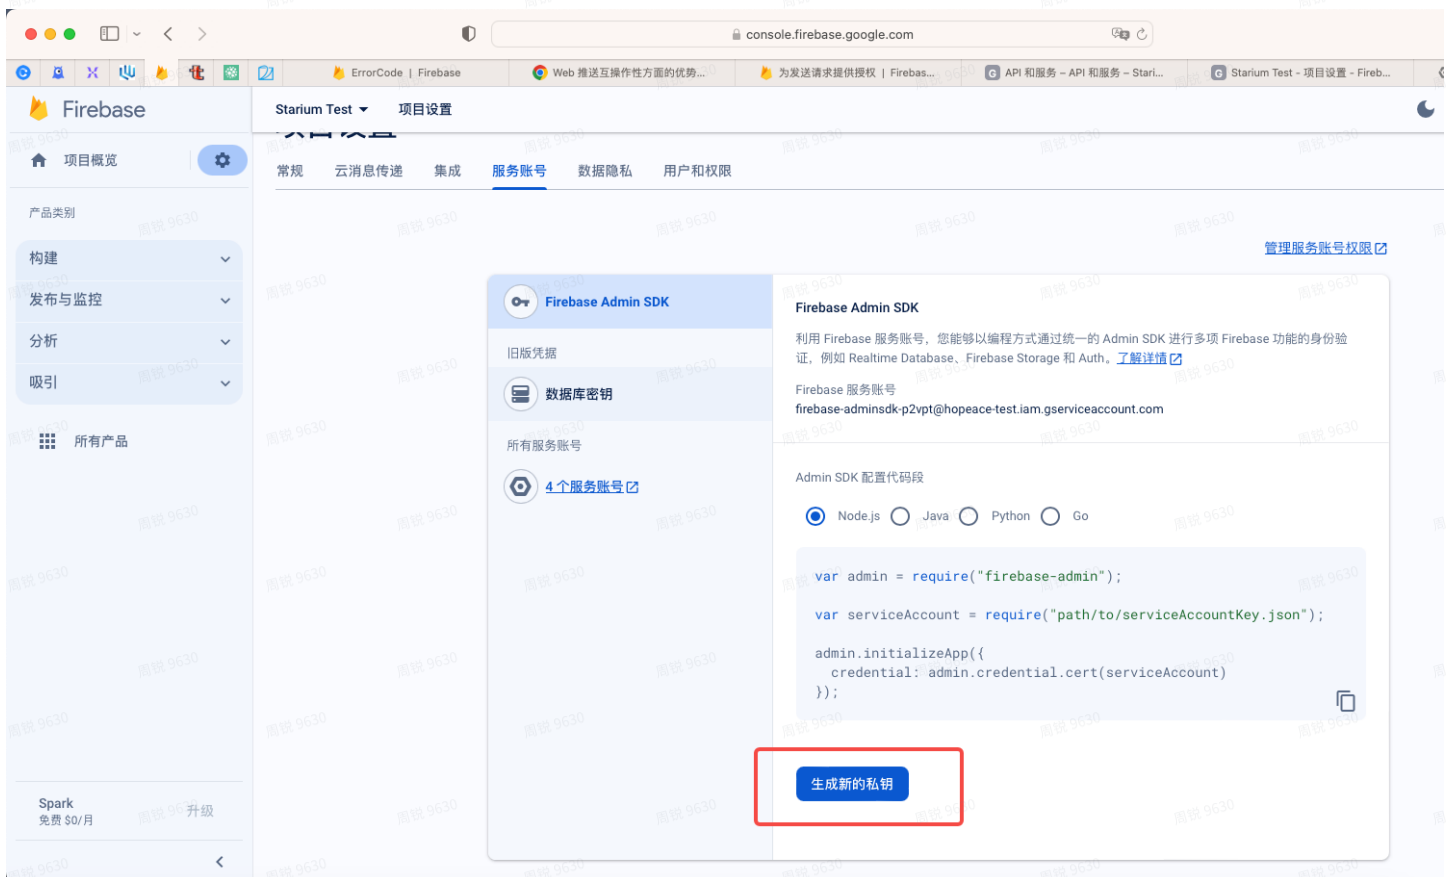 console.firebase.google.com
ErrorCode | Firebase
Web 推送互操作性方面的优势...
为发送请求提供授权 | Firebas...
API 和服务 – API 和服务 – Stari...
Starium Test - 项目设置 - Fireb...
Firebase
Starium Test
项目设置
项目设置
项目概览
常规
云消息传递
集成
服务账号
数据隐私
用户和权限
产品类别
构建
发布与监控
分析
吸引
所有产品
管理服务账号权限
Firebase Admin SDK
旧版凭据
数据库密钥
所有服务账号
4 个服务账号
Firebase Admin SDK
利用 Firebase 服务账号，您能够以编程方式通过统一的 Admin SDK 进行多项 Firebase 功能的身份验
证，例如 Realtime Database、Firebase Storage 和 Auth。了解详情
Firebase 服务账号
firebase-adminsdk-p2vpt@hopeace-test.iam.gserviceaccount.com
Admin SDK 配置代码段
Node.js
Java
Python
Go
var admin = require("firebase-admin");
var serviceAccount = require("path/to/serviceAccountKey.json");
admin.initializeApp({
credential: admin.credential.cert(serviceAccount)
});
生成新的私钥
Spark
免费 $0/月
升级
周锐 9630